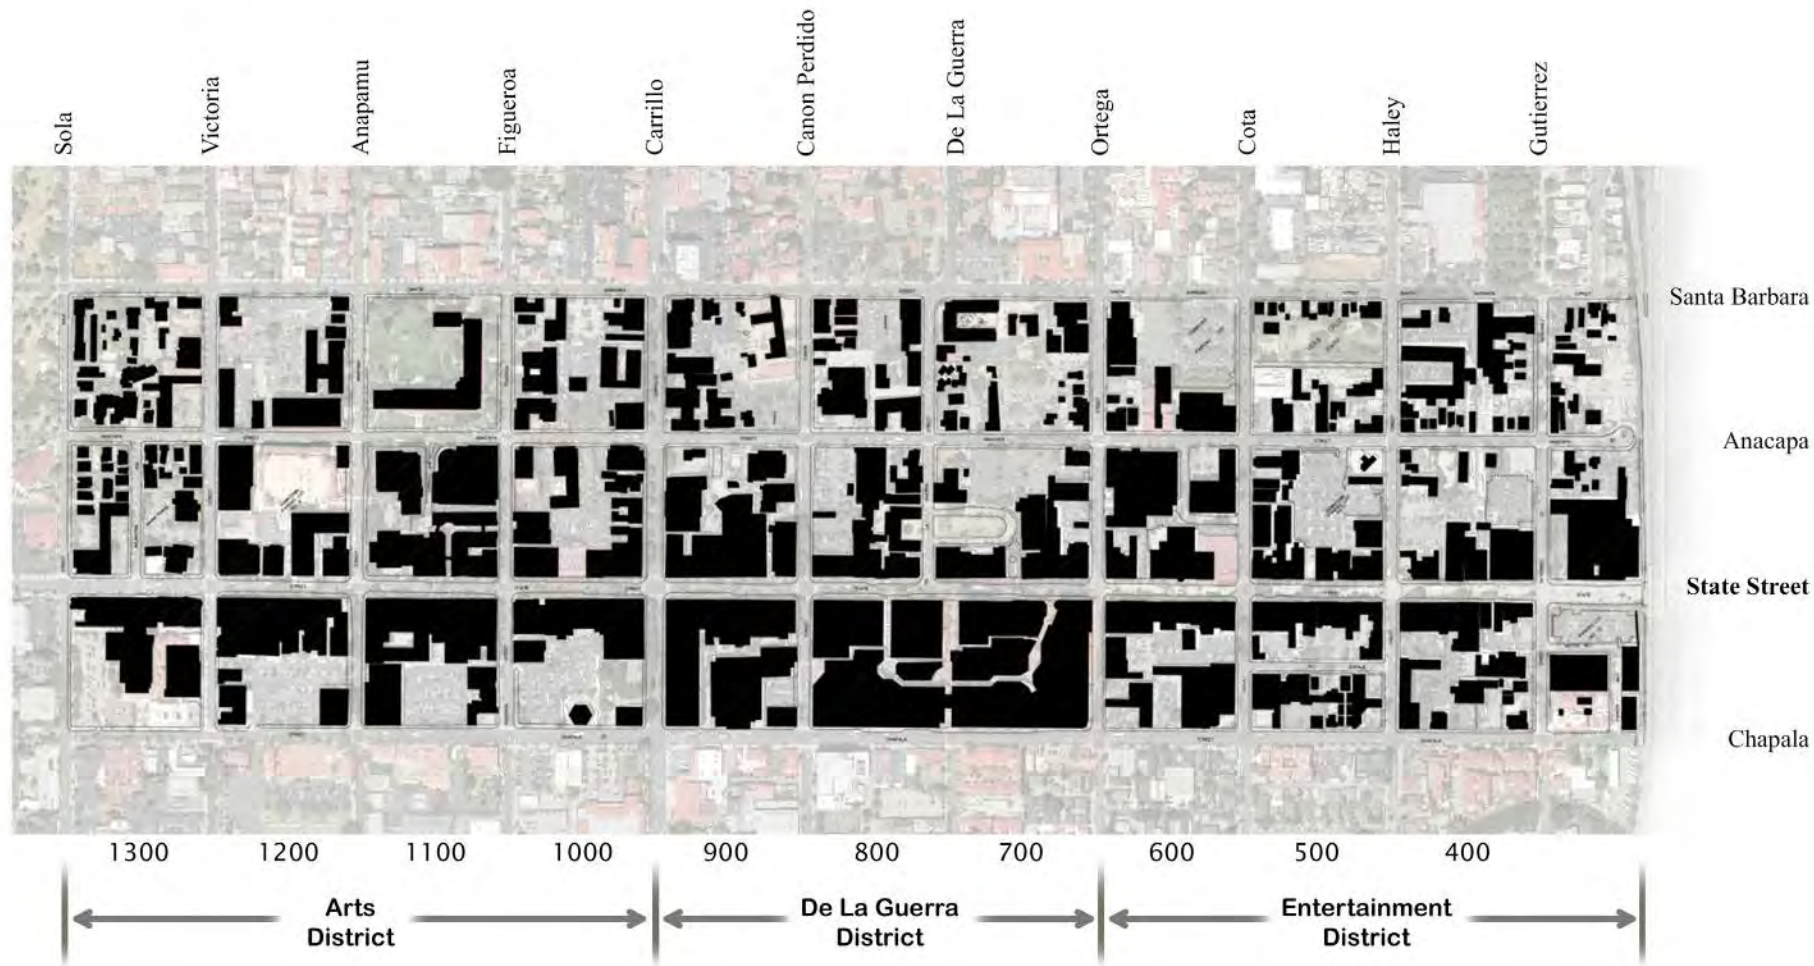 Sola
Victoria
Anapamu
Figueroa
Carrillo
Canon Perdido
De La Guerra
Ortega
Cota
Haley
Gutierrez
Santa Barbara
Anacapa
State Street
Chapala
1300 1200 1100 1000 900 800 700 600 500 400
Arts
District
De La Guerra
District
Entertainment
District